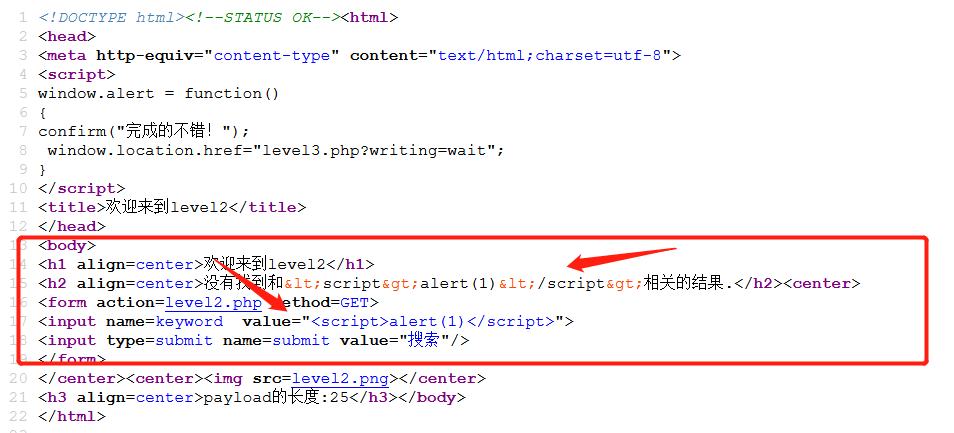 1 <!DOCTYPE html><!--STATUS OK--><html>
2 <head>
3 <meta http-equiv="content-type" content="text/html;charset=utf-8">
4 <script>
5 window.alert = function()
6 {
7 confirm("完成的不错！");
8  window.location.href="level3.php?writing=wait";
9 }
10 </script>
11 <title>欢迎来到level2</title>
12 </head>
13 <body>
14 <h1 align=center>欢迎来到level2</h1>
15 <h2 align=center>没有找到和&lt;script&gt;alert(1)&lt;/script&gt;相关的结果.</h2><center>
16 <form action=level2.php method=GET>
17 <input name=keyword  value="<script>alert(1)</script>">
18 <input type=submit name=submit value="搜索"/>
19 </form>
20 </center><center><img src=level2.png></center>
21 <h3 align=center>payload的长度:25</h3></body>
22 </html>